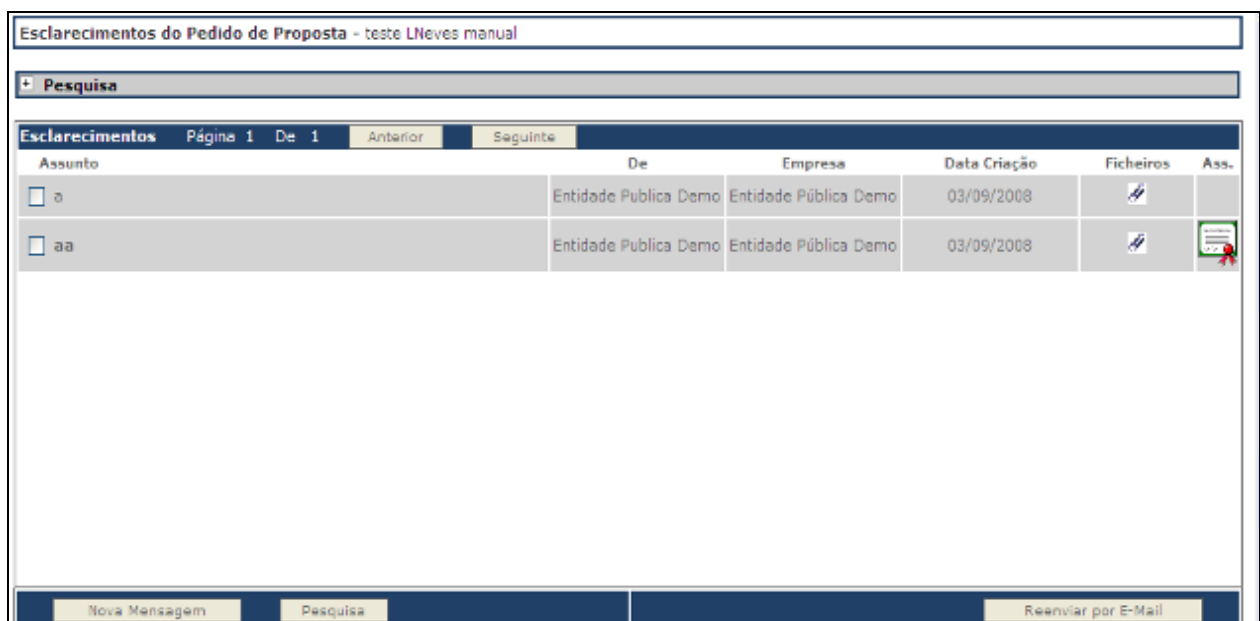 Esclarecimentos do Pedido de Proposta - teste LNeves manual
+ Pesquisa
Esclarecimentos Página 1 De 1 Anterior Seguinte
Assunto De Empresa Data Criação Ficheiros Ass.
a Entidade Publica Demo Entidade Pública Demo 03/09/2008
aa Entidade Publica Demo Entidade Pública Demo 03/09/2008
Nova Mensagem Pesquisa Reenviar por E-Mail